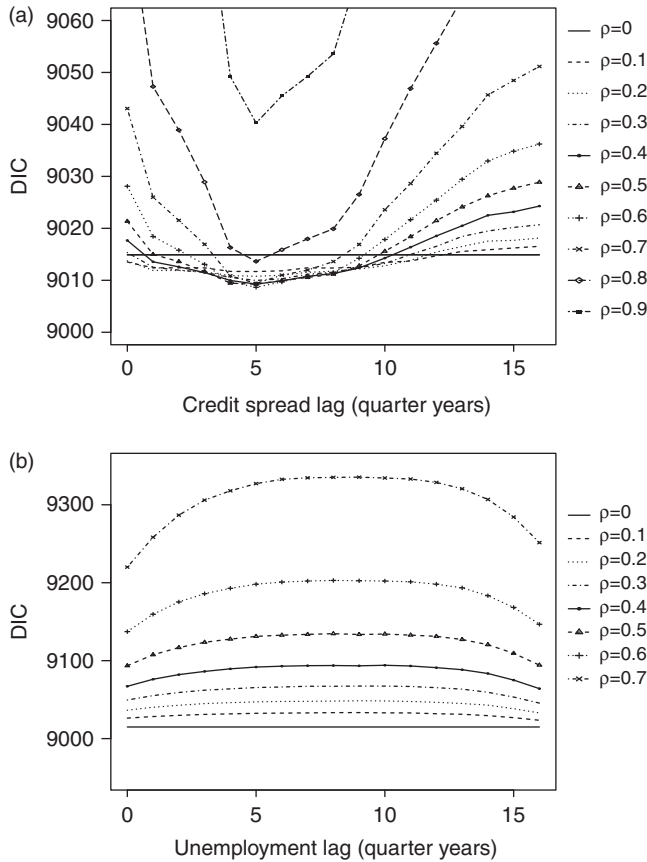 (a)
9060
9050
9040
9030
9020
9010
9000
DIC
0 5 10 15
Credit spread lag (quarter years)
ρ=0
ρ=0.1
ρ=0.2
ρ=0.3
ρ=0.4
ρ=0.5
ρ=0.6
ρ=0.7
ρ=0.8
ρ=0.9
(b)
9300
9200
9100
9000
DIC
0 5 10 15
Unemployment lag (quarter years)
ρ=0
ρ=0.1
ρ=0.2
ρ=0.3
ρ=0.4
ρ=0.5
ρ=0.6
ρ=0.7